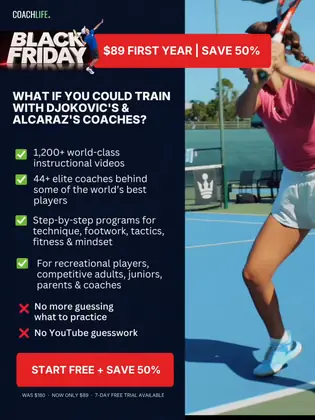 COACHLIFE.
BLACK
FRIDAY
$89 FIRST YEAR | SAVE 50%
WHAT IF YOU COULD TRAIN
WITH DJOKOVIC'S &
ALCARAZ'S COACHES?
1,200+ world-class
instructional videos
44+ elite coaches behind
some of the world's best
players
Step-by-step programs for
technique, footwork, tactics,
fitness & mindset
For recreational players,
competitive adults, juniors,
parents & coaches
No more guessing
what to practice
No YouTube guesswork
START FREE + SAVE 50%
WAS $180 · NOW ONLY $89 · 7-DAY FREE TRIAL AVAILABLE